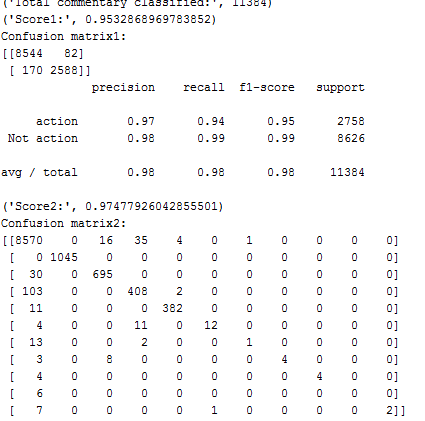 ('Total commentary classified:', 11384)
('Score1:', 0.9532868969783852)
Confusion matrix1:
[[8544 82]
[ 170 2588]]
precision recall f1-score support
action 0.97 0.94 0.95 2758
Not action 0.98 0.99 0.99 8626
avg / total 0.98 0.98 0.98 11384
('Score2:', 0.97477926042855501)
Confusion matrix2:
[[8570 0 16 35 4 0 1 0 0 0 0]
[ 0 1045 0 0 0 0 0 0 0 0 0]
[ 30 0 695 0 0 0 0 0 0 0 0]
[ 103 0 0 408 2 0 0 0 0 0 0]
[ 11 0 0 0 382 0 0 0 0 0 0]
[ 4 0 0 11 0 12 0 0 0 0 0]
[ 13 0 0 2 0 0 1 0 0 0 0]
[ 3 0 8 0 0 0 0 4 0 0 0]
[ 4 0 0 0 0 0 0 0 4 0 0]
[ 6 0 0 0 0 0 0 0 0 0 0]
[ 7 0 0 0 0 1 0 0 0 0 2]]